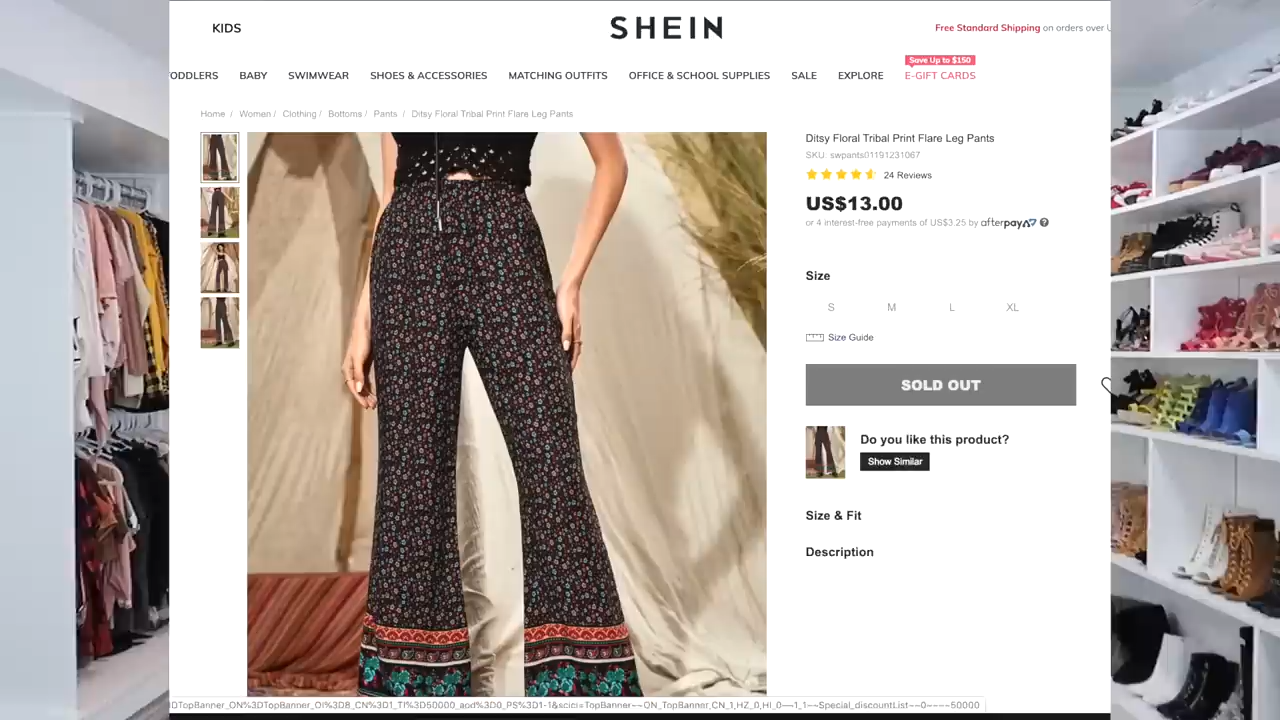 KIDS
SHEIN
Free Standard Shipping on orders over
Save Up to $150
ODDLERS BABY SWIMWEAR SHOES & ACCESSORIES MATCHING OUTFITS OFFICE & SCHOOL SUPPLIES SALE EXPLORE E-GIFT CARDS
Home / Women / Clothing / Bottoms / Pants / Ditsy Floral Tribal Print Flare Leg Pants
Ditsy Floral Tribal Print Flare Leg Pants
SKU: swpants01191231067
24 Reviews
US$13.00
or 4 interest-free payments of US$3.25 by afterpay
Size
S M L XL
Size Guide
SOLD OUT
Do you like this product?
Show Similar
Size & Fit
Description